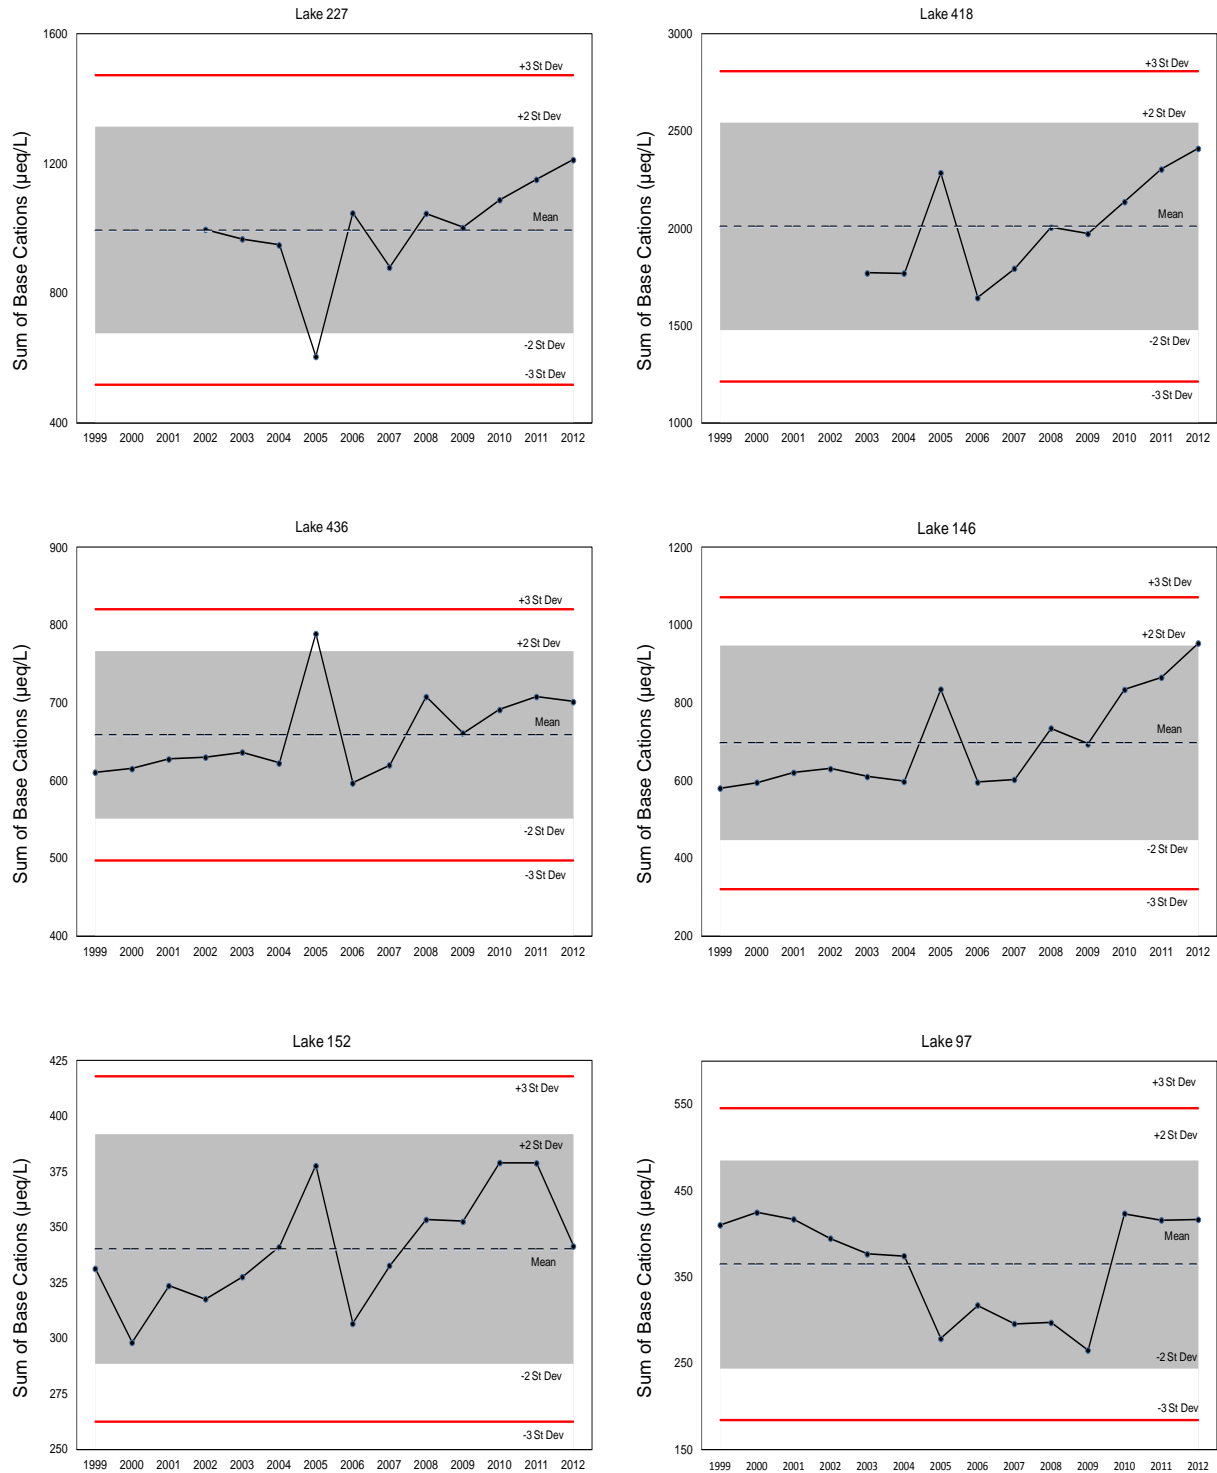 Lake 227
Sum of Base Cations (µeq/L)
1600
1200
800
400
+3 St Dev
+2 St Dev
Mean
-2 St Dev
-3 St Dev
1999 2000 2001 2002 2003 2004 2005 2006 2007 2008 2009 2010 2011 2012
Lake 418
Sum of Base Cations (µeq/L)
3000
2500
2000
1500
1000
+3 St Dev
+2 St Dev
Mean
-2 St Dev
-3 St Dev
1999 2000 2001 2002 2003 2004 2005 2006 2007 2008 2009 2010 2011 2012
Lake 436
Sum of Base Cations (µeq/L)
900
800
700
600
500
400
+3 St Dev
+2 St Dev
Mean
-2 St Dev
-3 St Dev
1999 2000 2001 2002 2003 2004 2005 2006 2007 2008 2009 2010 2011 2012
Lake 146
Sum of Base Cations (µeq/L)
1200
1000
800
600
400
200
+3 St Dev
+2 St Dev
Mean
-2 St Dev
-3 St Dev
1999 2000 2001 2002 2003 2004 2005 2006 2007 2008 2009 2010 2011 2012
Lake 152
Sum of Base Cations (µeq/L)
425
400
375
350
325
300
275
250
+3 St Dev
+2 St Dev
Mean
-2 St Dev
-3 St Dev
1999 2000 2001 2002 2003 2004 2005 2006 2007 2008 2009 2010 2011 2012
Lake 97
Sum of Base Cations (µeq/L)
550
450
350
250
150
+3 St Dev
+2 St Dev
Mean
-2 St Dev
-3 St Dev
1999 2000 2001 2002 2003 2004 2005 2006 2007 2008 2009 2010 2011 2012